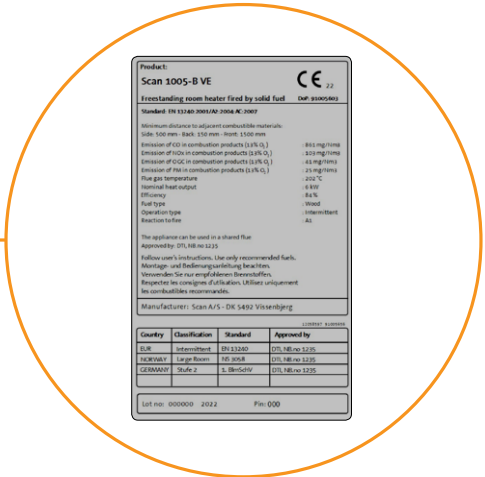 Product:
Scan 1005-B VE
CE 22
Freestanding room heater fired by solid fuel DoP: 91005603
Standard: EN 13240:2001/A2:2004-AC:2007
Minimum distance to adjacent combustible materials:
Side: 500 mm - Back: 150 mm - Front: 1500 mm
Emission of CO in combustion products (13% O₂) : 801 mg/Nm3
Emission of NOx in combustion products (13% O₂) : 103 mg/Nm3
Emission of OGC in combustion products (13% O₂) : 41 mg/Nm3
Emission of PM in combustion products (13% O₂) : 25 mg/Nm3
Flue gas temperature : 202 °C
Nominal heat output : 6 kW
Efficiency : 84 %
Fuel type : Wood
Operation type : Intermittent
Reaction to fire : A1
The appliance can be used in a shared flue
Approved by: DTI, NB.no 1235
Follow user's instructions. Use only recommended fuels.
Montage- und Bedienungsanleitung beachten.
Verwenden Sie nur empfohlenen Brennstoffen.
Respectez les consignes d'utilisation. Utilisez uniquement
les combustibles recommandés.
Manufacturer: Scan A/S - DK 5492 Vissenbjerg
Country Classification Standard Approved by
EUR Intermittent EN 13240 DTI, NB.no 1235
NORWAY Large Room NS 3058 DTI, NB.no 1235
GERMANY Stufe 2 1. BImSchV DTI, NB.no 1235
Lot no: 000000 2022 Pin: 000